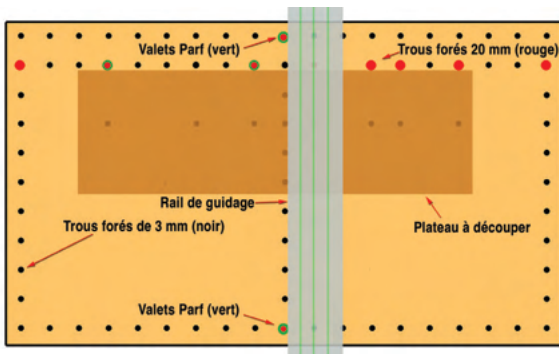 Valets Parf (vert)
Trous forés 20 mm (rouge)
Rail de guidage
Trous forés de 3 mm (noir)
Plateau à découper
Valets Parf (vert)